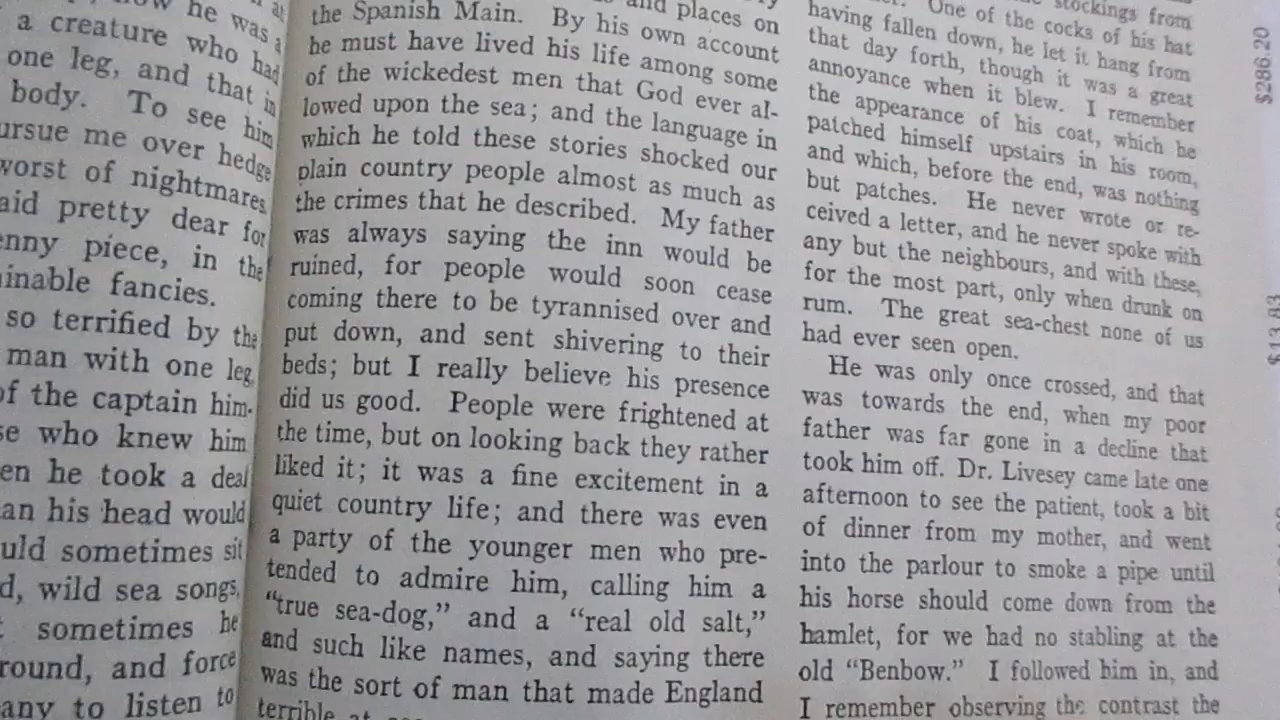 he was a
a creature who had
one leg, and that in
body. To see him
ursue me over hedge
worst of nightmares
aid pretty dear for
enny piece, in the
inable fancies.
so terrified by the
man with one leg,
of the captain him-
se who knew him
en he took a deal
an his head would
uld sometimes sit
d, wild sea songs,
sometimes he
round, and force
any to listen to
and places on
the Spanish Main. By his own account
he must have lived his life among some
of the wickedest men that God ever al-
lowed upon the sea; and the language in
which he told these stories shocked our
plain country people almost as much as
the crimes that he described. My father
was always saying the inn would be
ruined, for people would soon cease
coming there to be tyrannised over and
put down, and sent shivering to their
beds; but I really believe his presence
did us good. People were frightened at
the time, but on looking back they rather
liked it; it was a fine excitement in a
quiet country life; and there was even
a party of the younger men who pre-
tended to admire him, calling him a
“true sea-dog,” and a “real old salt,”
and such like names, and saying there
was the sort of man that made England
terrible at
stockings from
One of the cocks of his hat
having fallen down, he let it hang from
that day forth, though it was a great
annoyance when it blew. I remember
the appearance of his coat, which he
patched himself upstairs in his room,
and which, before the end, was nothing
but patches. He never wrote or re-
ceived a letter, and he never spoke with
any but the neighbours, and with these,
for the most part, only when drunk on
rum. The great sea-chest none of us
had ever seen open.
He was only once crossed, and that
was towards the end, when my poor
father was far gone in a decline that
took him off. Dr. Livesey came late one
afternoon to see the patient, took a bit
of dinner from my mother, and went
into the parlour to smoke a pipe until
his horse should come down from the
hamlet, for we had no stabling at the
old “Benbow.” I followed him in, and
I remember observing the contrast the
$286.20